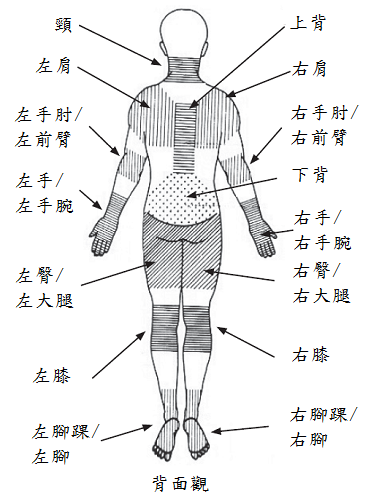 頸
上背
左肩
右肩
左手肘/
左前臂
右手肘/
右前臂
左手/
左手腕
下背
右手/
右手腕
左臀/
左大腿
右臀/
右大腿
左膝
右膝
左腳踝/
左腳
右腳踝/
右腳
背面觀